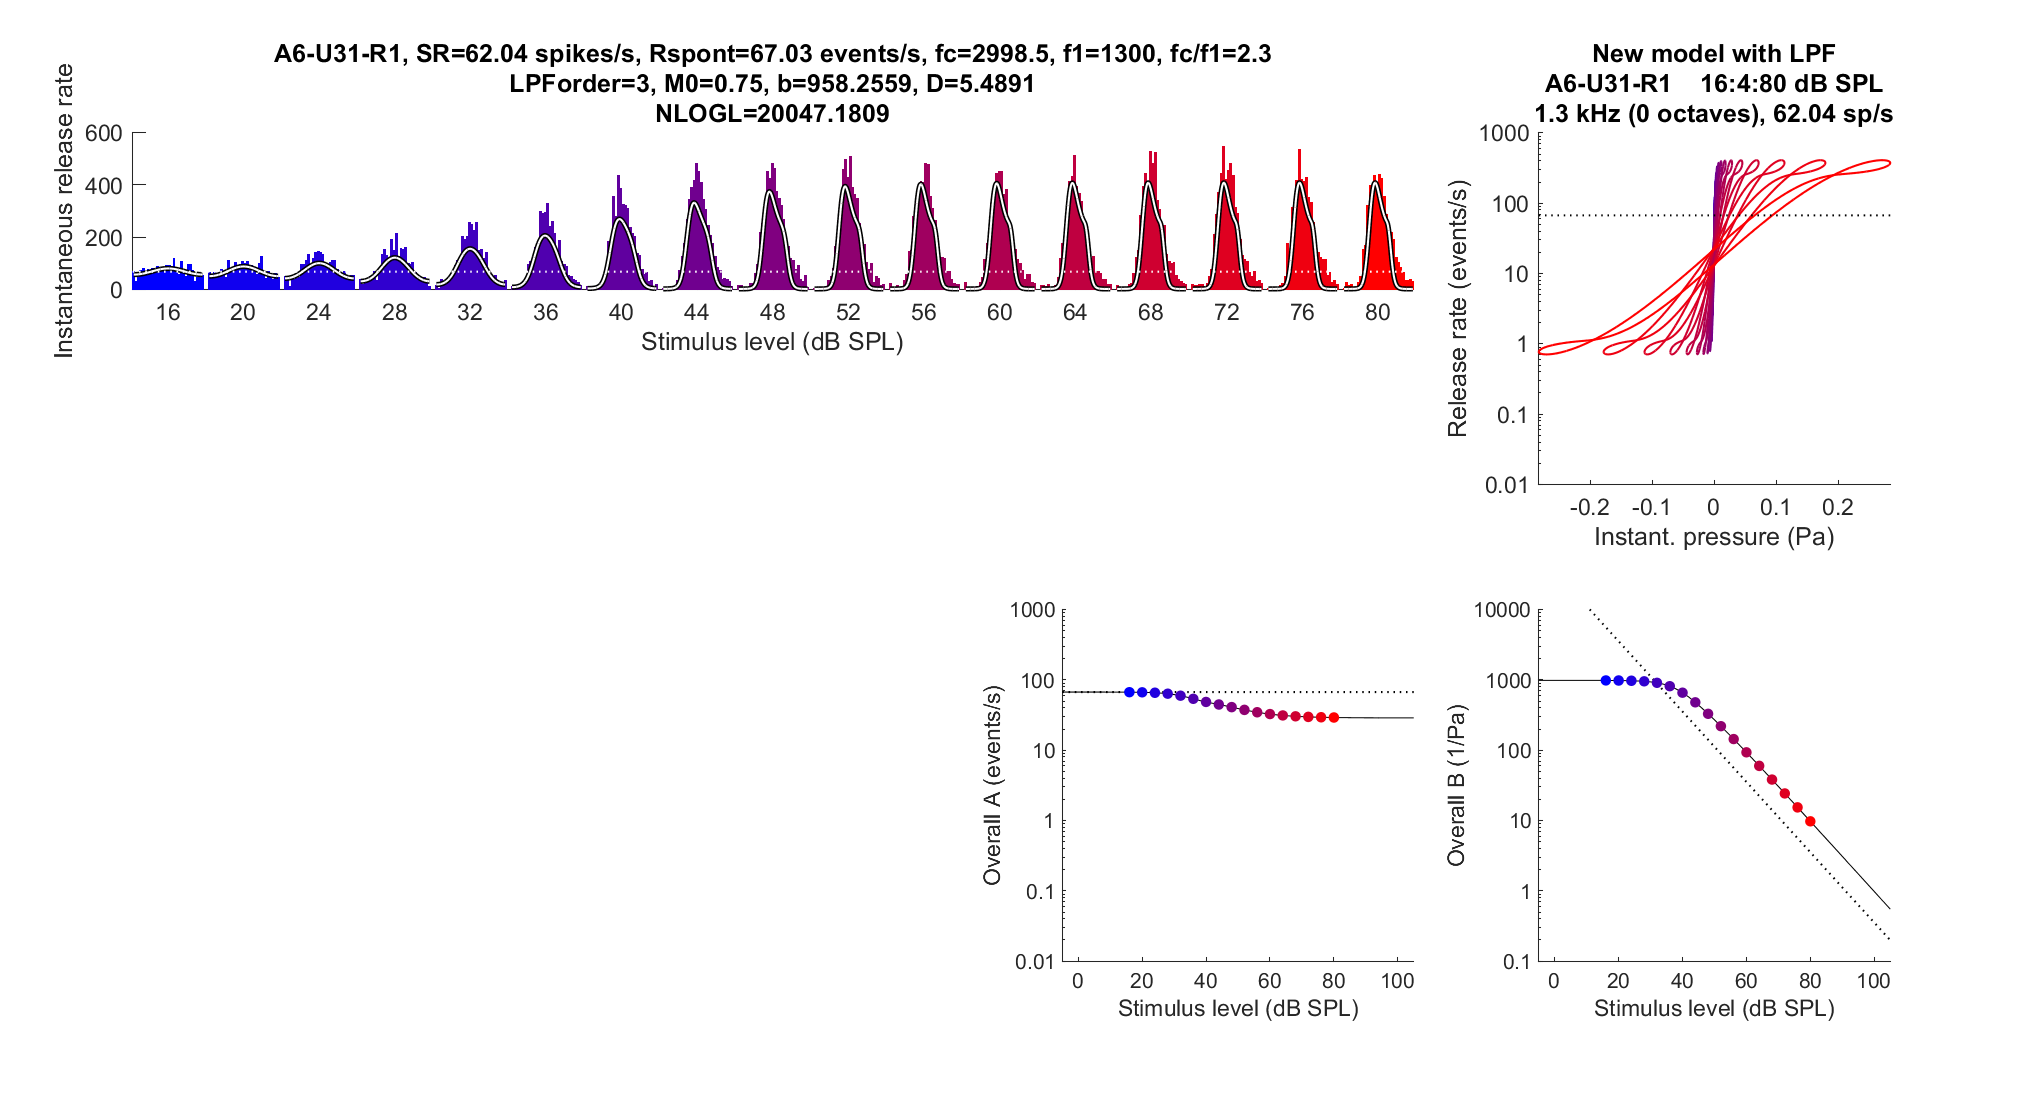 A6-U31-R1, SR=62.04 spikes/s, Rspont=67.03 events/s, fc=2998.5, f1=1300, fc/f1=2.3
LPForder=3, M0=0.75, b=958.2559, D=5.4891
NLOGL=20047.1809
Instantaneous release rate
600
400
200
0
16 20 24 28 32 36 40 44 48 52 56 60 64 68 72 76 80
Stimulus level (dB SPL)
New model with LPF
A6-U31-R1 16:4:80 dB SPL
1.3 kHz (0 octaves), 62.04 sp/s
Release rate (events/s)
1000
100
10
1
0.1
0.01
-0.2 -0.1 0 0.1 0.2
Instant. pressure (Pa)
Overall A (events/s)
1000
100
10
1
0.1
0.01
0 20 40 60 80 100
Stimulus level (dB SPL)
Overall B (1/Pa)
10000
1000
100
10
1
0.1
0 20 40 60 80 100
Stimulus level (dB SPL)